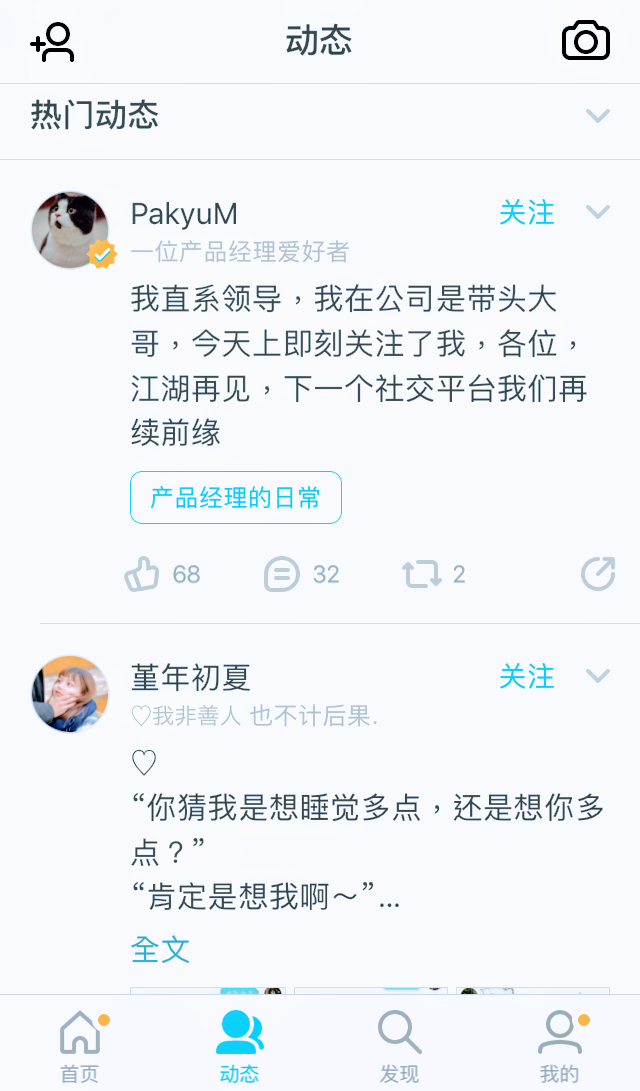 动态
热门动态
PakyuM
关注
一位产品经理爱好者
我直系领导，我在公司是带头大
哥，今天上即刻关注了我，各位，
江湖再见，下一个社交平台我们再
续前缘
产品经理的日常
68
32
2
堇年初夏
关注
♡我非善人 也不计后果.
♡
“你猜我是想睡觉多点，还是想你多
点？”
“肯定是想我啊～”...
全文
首页
动态
发现
我的